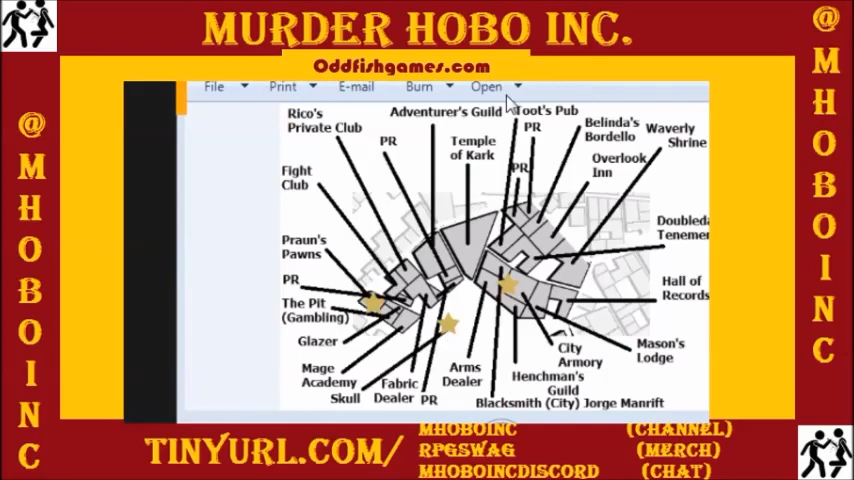 MURDER HOBO INC.
Oddfishgames.com
@MHOBOINC
@MHOBOINC
File Print E-mail Burn Open
Rico's
Private Club
Adventurer's Guild
Toot's Pub
PR
Temple
of Kark
PR
Belinda's
Bordello
Waverly
Shrine
PR
Overlook
Inn
Fight
Club
Doubleda
Tenemen
Praun's
Pawns
PR
Hall of
Records
The Pit
(Gambling)
Glazer
Mason's
Lodge
City
Armory
Mage
Academy
Arms
Dealer
Henchman's
Guild
Fabric
Dealer
Skull
PR
Blacksmith (City) Jorge Manrift
TINYURL.COM/
MHOBOINC (CHANNEL)
RPGSWAG (MERCH)
MHOBOINCDISCORD (CHAT)